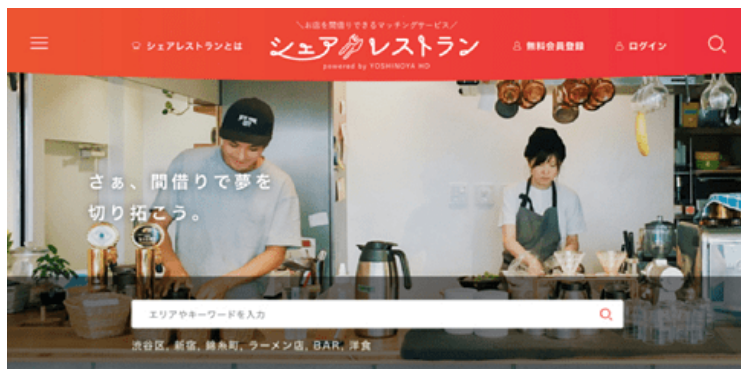 ＼お店を間借りできるマッチングサービス／
シェアレストランとは
シェアレストラン
無料会員登録
ログイン
powered by YOSHINOYA HD
さぁ、間借りで夢を
切り拓こう。
エリアやキーワードを入力
渋谷区, 新宿, 錦糸町, ラーメン店, BAR, 洋食